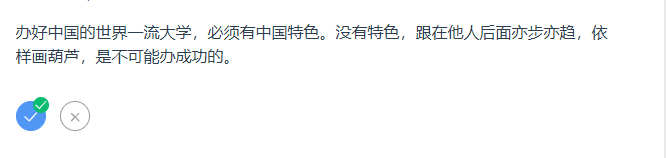 办好中国的世界一流大学，必须有中国特色。没有特色，跟在他人后面亦步亦趋，依
样画葫芦，是不可能办成功的。